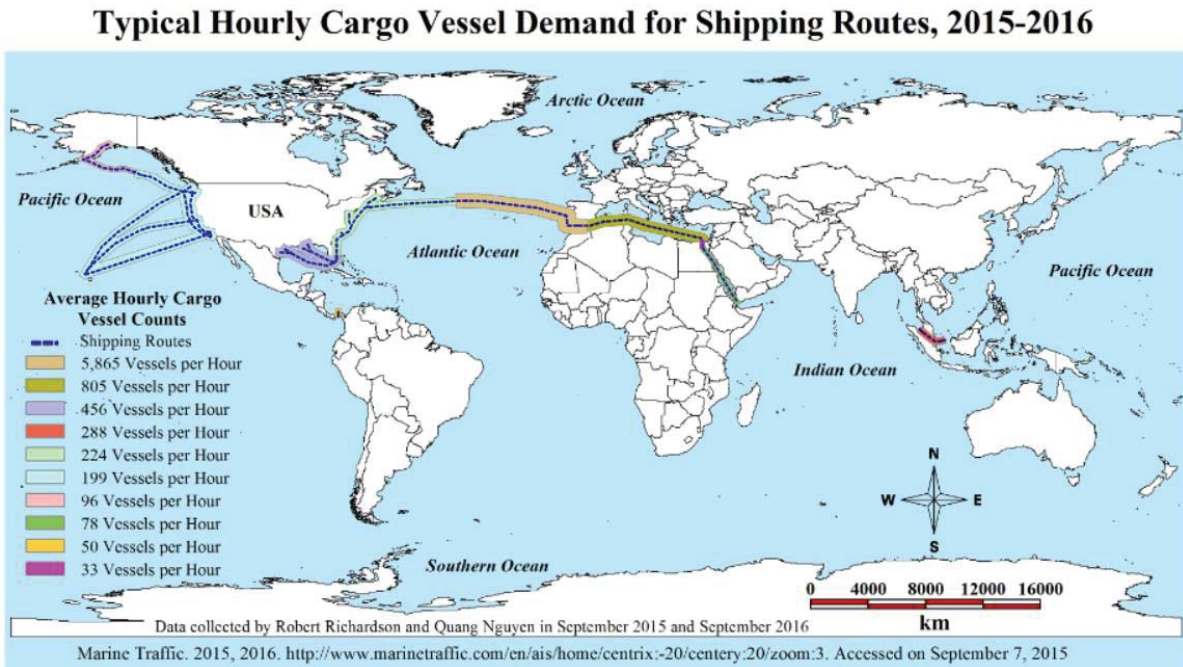 Typical Hourly Cargo Vessel Demand for Shipping Routes, 2015-2016
Arctic Ocean
Pacific Ocean
USA
Atlantic Ocean
Pacific Ocean
Indian Ocean
Average Hourly Cargo
Vessel Counts
Shipping Routes
5,865 Vessels per Hour
805 Vessels per Hour
456 Vessels per Hour
288 Vessels per Hour
224 Vessels per Hour
199 Vessels per Hour
96 Vessels per Hour
78 Vessels per Hour
50 Vessels per Hour
33 Vessels per Hour
N
W E
S
Southern Ocean
0 4000 8000 12000 16000
km
Data collected by Robert Richardson and Quang Nguyen in September 2015 and September 2016
Marine Traffic. 2015, 2016. http://www.marinetraffic.com/en/ais/home/centrix:-20/centery:20/zoom:3. Accessed on September 7, 2015